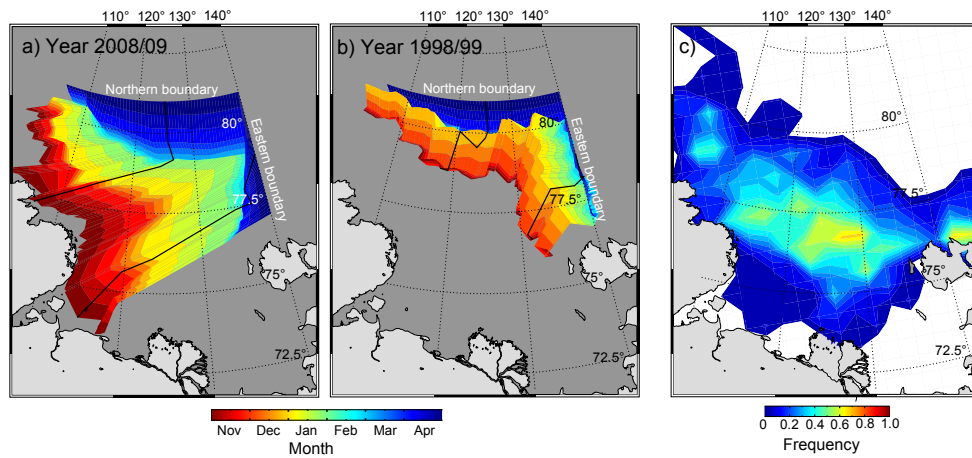 110° 120° 130° 140°
110° 120° 130° 140°
110° 120° 130° 140°
a) Year 2008/09
b) Year 1998/99
c)
Northern boundary
Northern boundary
80°
80°
80°
Eastern boundary
Eastern boundary
77.5°
77.5°
77.5°
75°
75°
75°
72.5°
72.5°
72.5°
Nov Dec Jan Feb Mar Apr
Month
0 0.2 0.4 0.6 0.8 1.0
Frequency